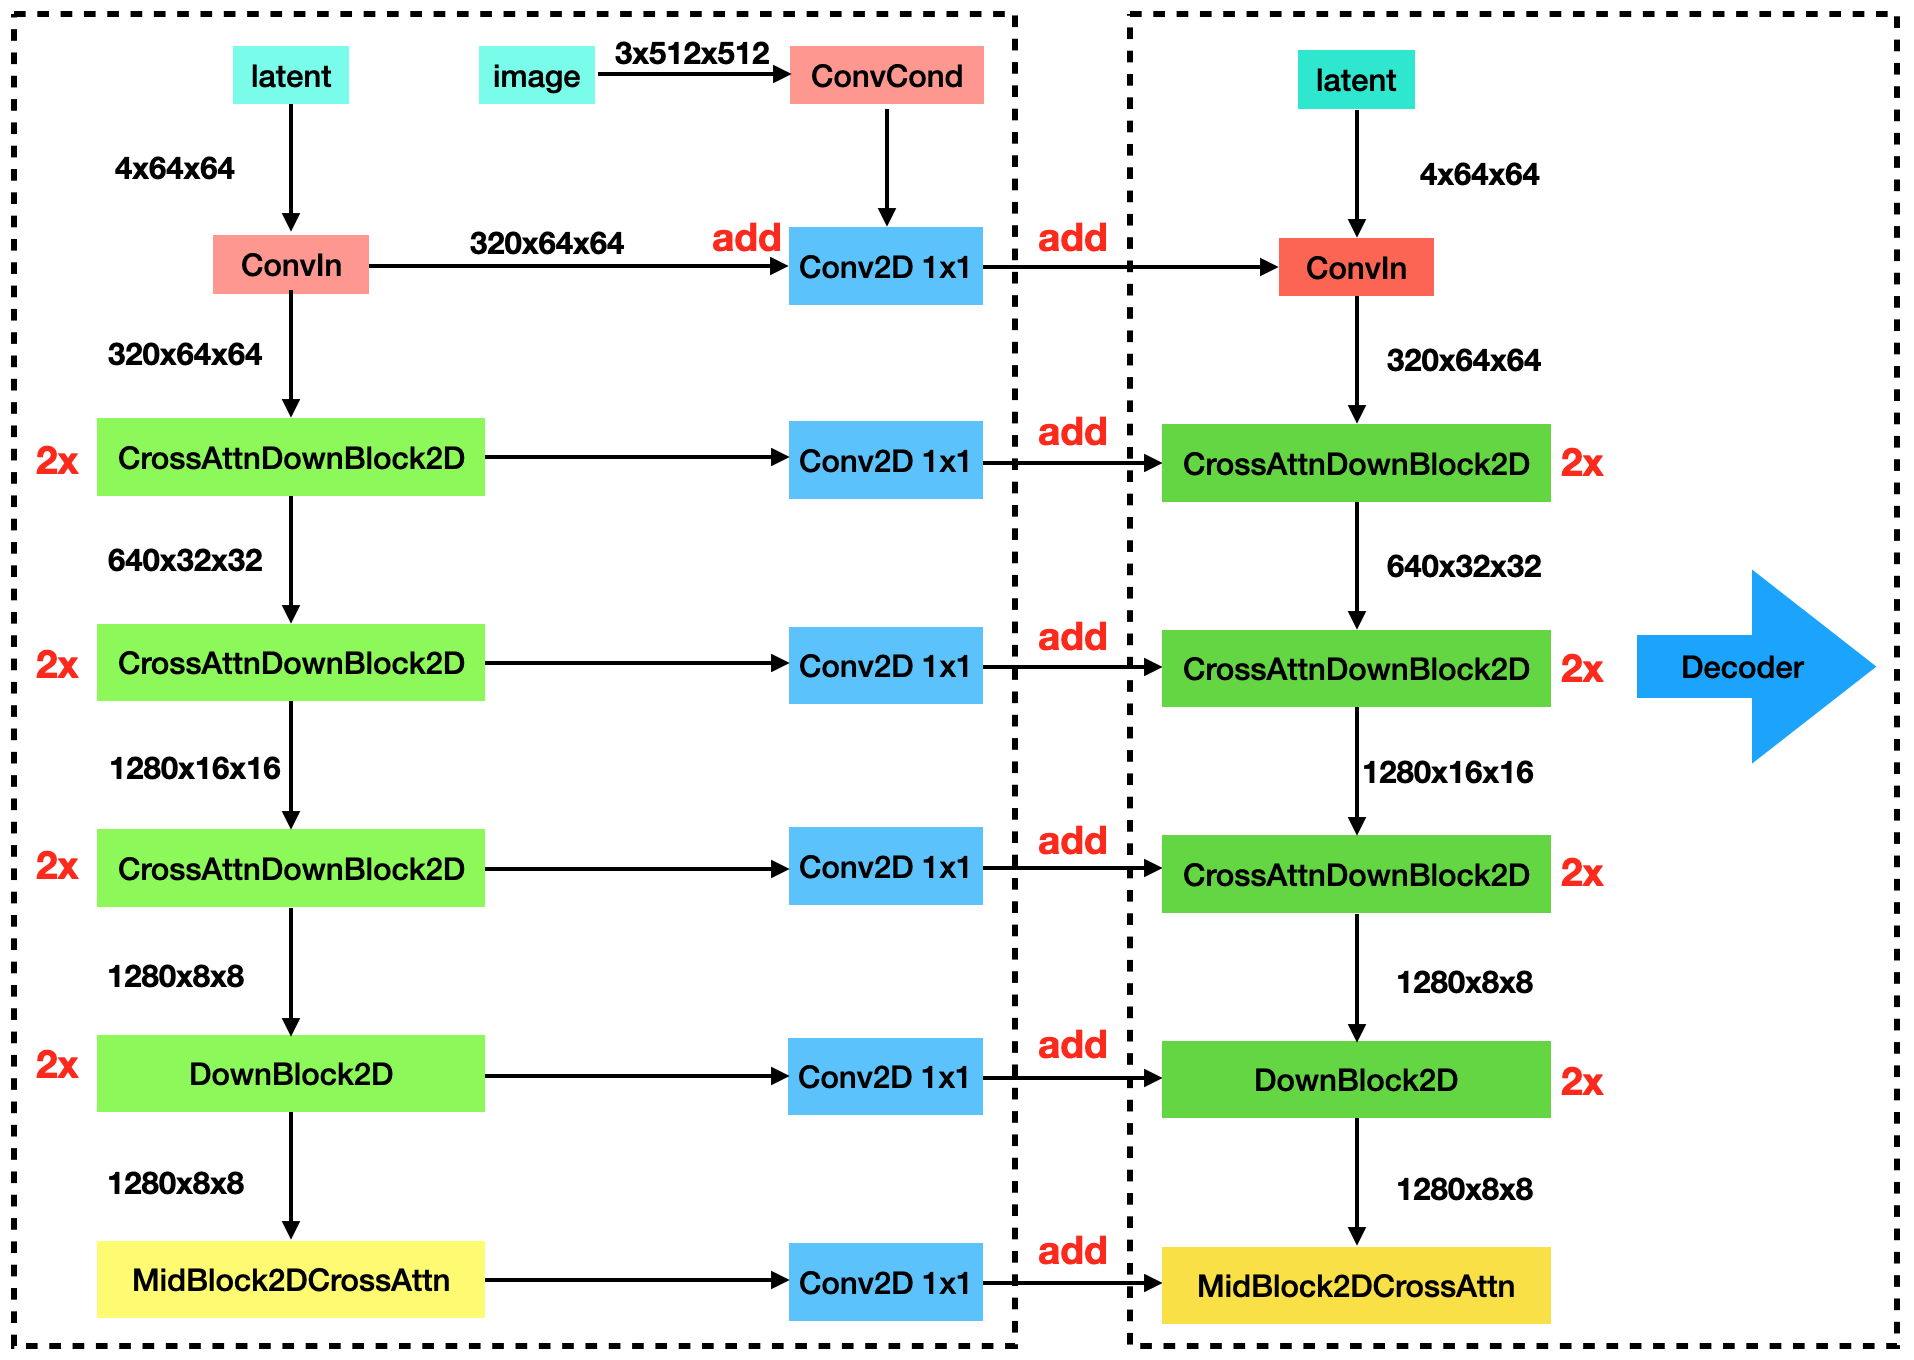 latent
image
3x512x512
ConvCond
4x64x64
ConvIn
320x64x64
add
Conv2D 1x1
320x64x64
2x
CrossAttnDownBlock2D
Conv2D 1x1
640x32x32
2x
CrossAttnDownBlock2D
Conv2D 1x1
1280x16x16
2x
CrossAttnDownBlock2D
Conv2D 1x1
1280x8x8
2x
DownBlock2D
Conv2D 1x1
1280x8x8
MidBlock2DCrossAttn
Conv2D 1x1
add
add
add
add
add
add
latent
4x64x64
ConvIn
320x64x64
CrossAttnDownBlock2D
2x
640x32x32
CrossAttnDownBlock2D
2x
1280x16x16
CrossAttnDownBlock2D
2x
1280x8x8
DownBlock2D
2x
1280x8x8
MidBlock2DCrossAttn
Decoder